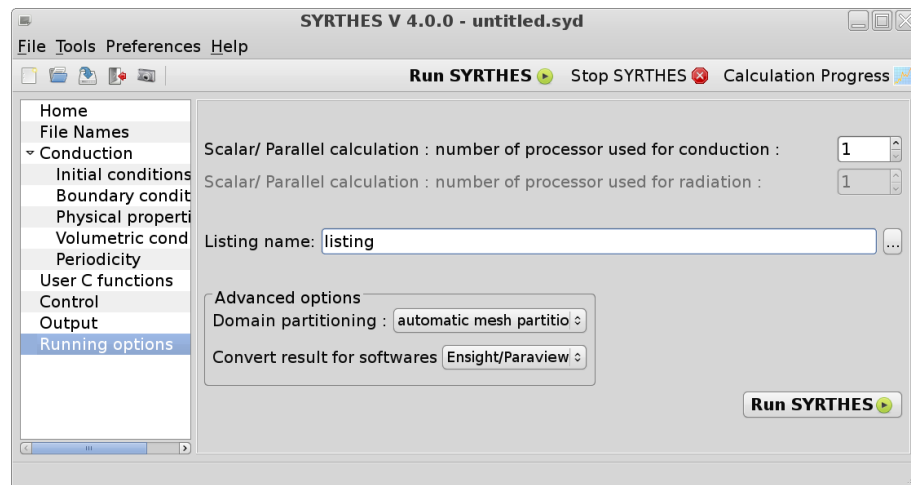 SYRTHES V 4.0.0 - untitled.syd
File Tools Preferences Help
Run SYRTHES Stop SYRTHES Calculation Progress
Home
File Names
Conduction
Initial conditions
Boundary condit
Physical properti
Volumetric cond
Periodicity
User C functions
Control
Output
Running options
Scalar/ Parallel calculation : number of processor used for conduction : 1
Scalar/ Parallel calculation : number of processor used for radiation : 1
Listing name: listing ...
Advanced options
Domain partitioning : automatic mesh partitio
Convert result for softwares Ensight/Paraview
Run SYRTHES